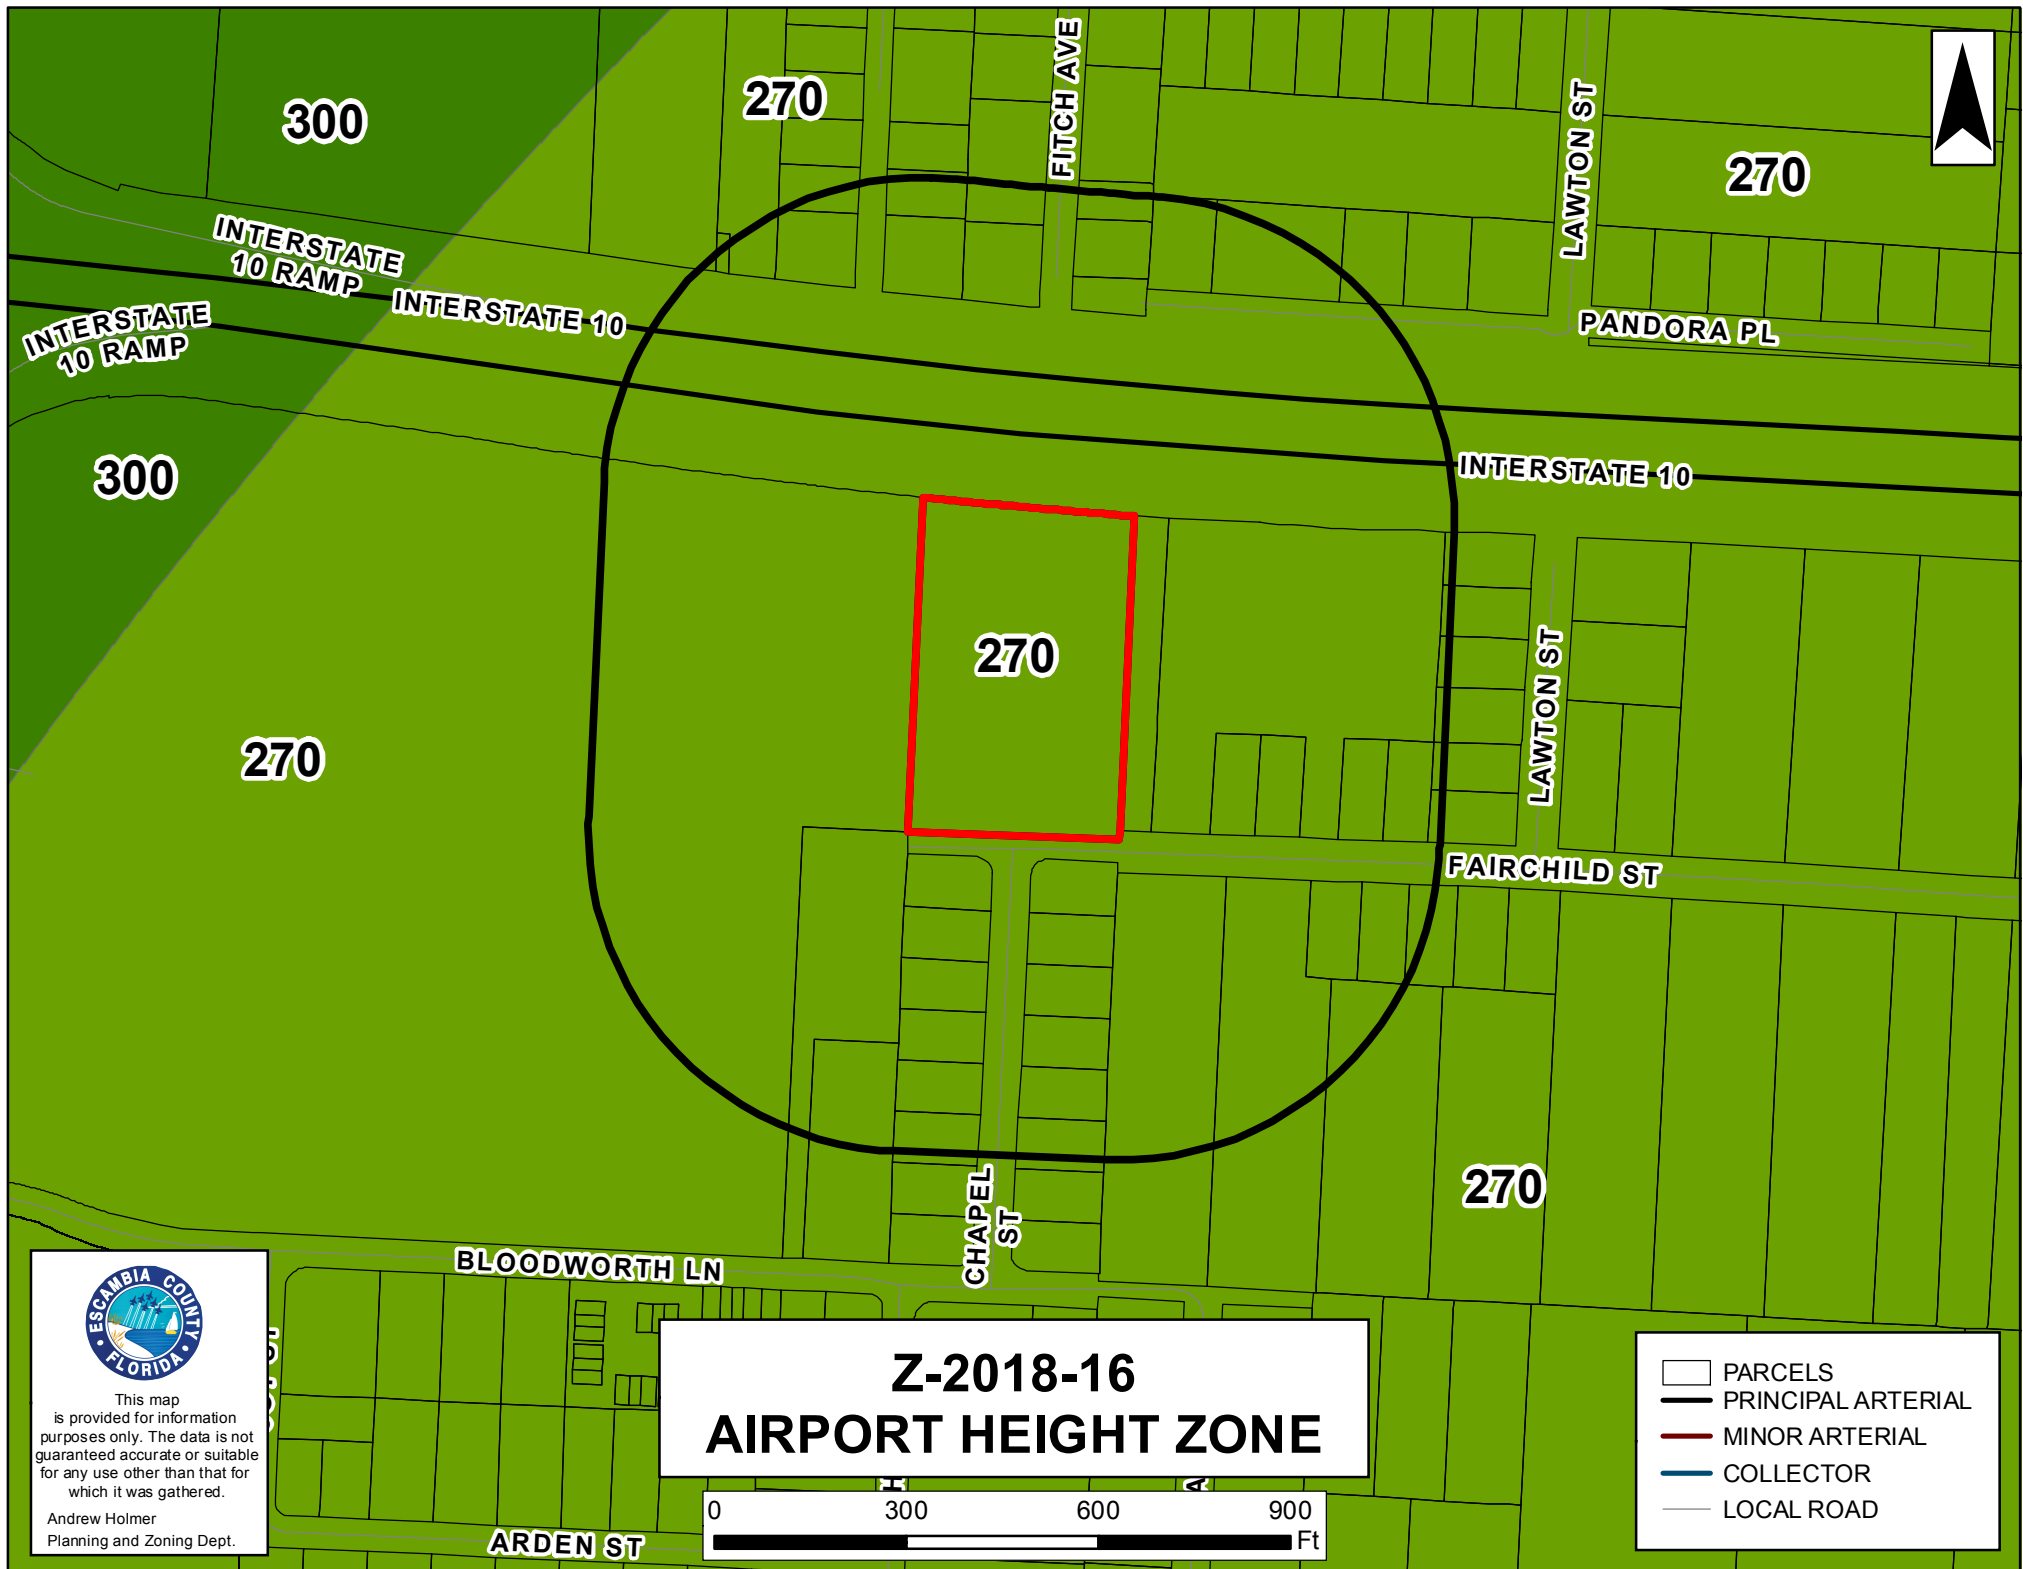 300
270
FITCH AVE
LAWTON ST
270
INTERSTATE
10 RAMP
INTERSTATE 10
INTERSTATE
10 RAMP
PANDORA PL
300
INTERSTATE 10
270
LAWTON ST
270
FAIRCHILD ST
CHAPEL
ST
270
BLOODWORTH LN
ESCAMBIA COUNTY
FLORIDA
This map
is provided for information
purposes only. The data is not
guaranteed accurate or suitable
for any use other than that for
which it was gathered.
Andrew Holmer
Planning and Zoning Dept.
Z-2018-16
AIRPORT HEIGHT ZONE
0 300 600 900
Ft
ARDEN ST
PARCELS
PRINCIPAL ARTERIAL
MINOR ARTERIAL
COLLECTOR
LOCAL ROAD